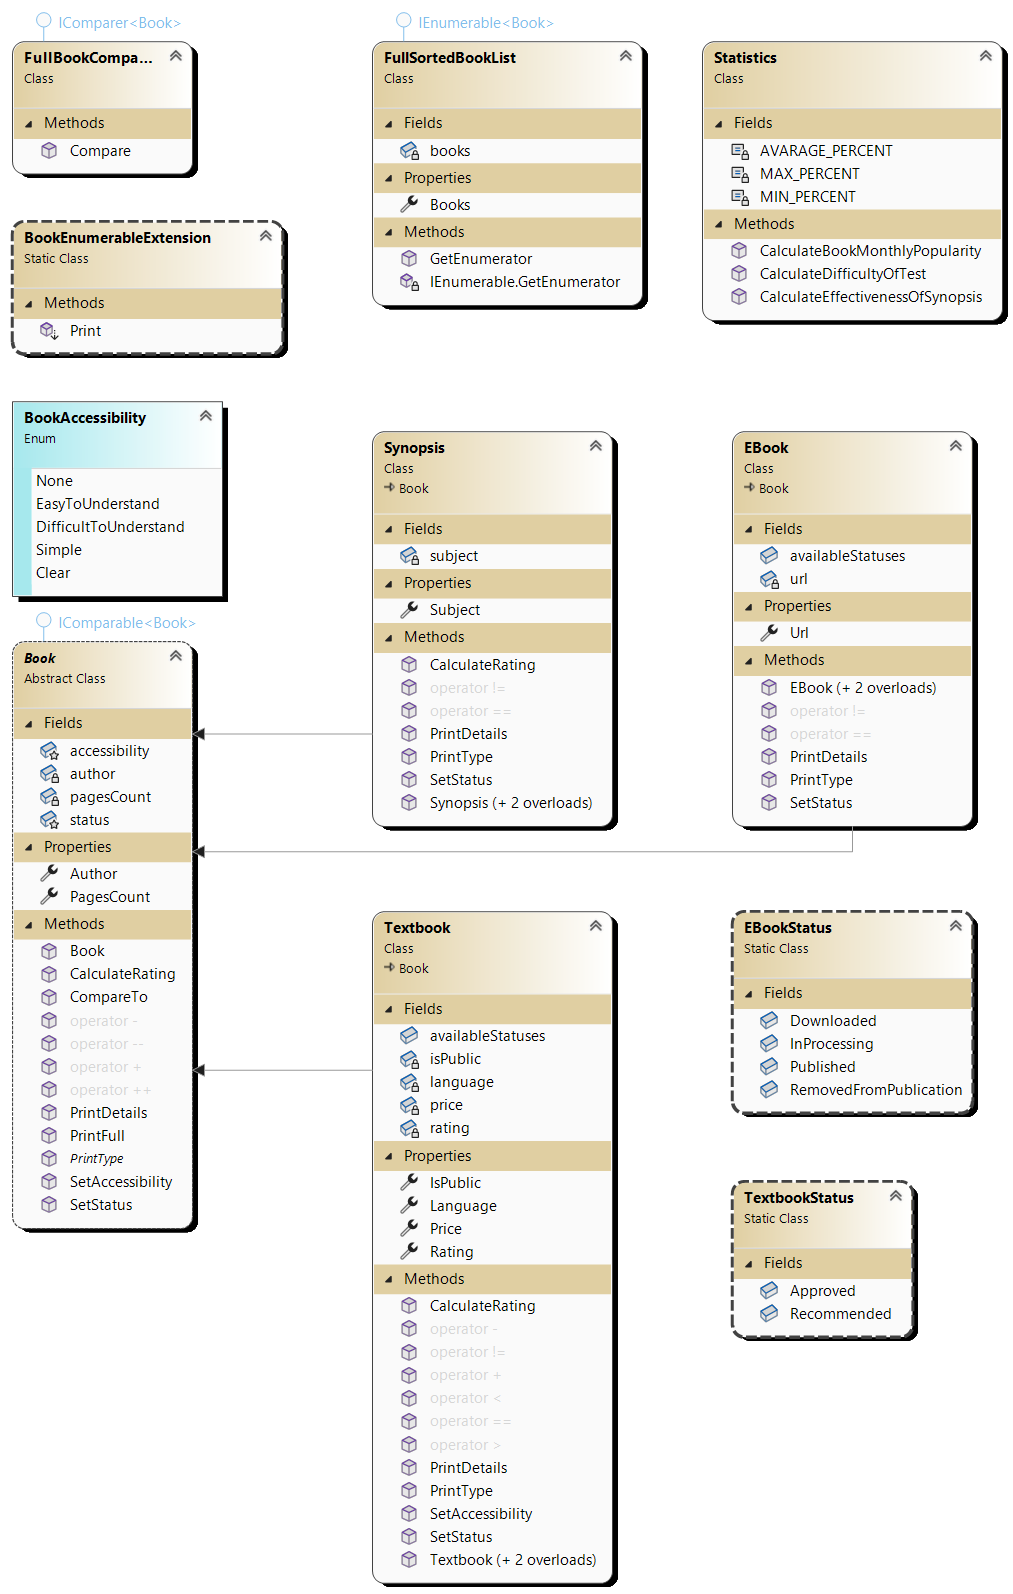 IComparer<Book>
FullBookCompa...
Class
Methods
Compare
IEnumerable<Book>
FullSortedBookList
Class
Fields
books
Properties
Books
Methods
GetEnumerator
IEnumerable.GetEnumerator
Statistics
Class
Fields
AVARAGE_PERCENT
MAX_PERCENT
MIN_PERCENT
Methods
CalculateBookMonthlyPopularity
CalculateDifficultyOfTest
CalculateEffectivenessOfSynopsis
BookEnumerableExtension
Static Class
Methods
Print
BookAccessibility
Enum
None
EasyToUnderstand
DifficultToUnderstand
Simple
Clear
Synopsis
Class
Book
Fields
subject
Properties
Subject
Methods
CalculateRating
operator !=
operator ==
PrintDetails
PrintType
SetStatus
Synopsis (+ 2 overloads)
EBook
Class
Book
Fields
availableStatuses
url
Properties
Url
Methods
EBook (+ 2 overloads)
operator !=
operator ==
PrintDetails
PrintType
SetStatus
IComparable<Book>
Book
Abstract Class
Fields
accessibility
author
pagesCount
status
Properties
Author
PagesCount
Methods
Book
CalculateRating
CompareTo
operator -
operator --
operator +
operator ++
PrintDetails
PrintFull
PrintType
SetAccessibility
SetStatus
Textbook
Class
Book
Fields
availableStatuses
isPublic
language
price
rating
Properties
IsPublic
Language
Price
Rating
Methods
CalculateRating
operator -
operator !=
operator +
operator <
operator ==
operator >
PrintDetails
PrintType
SetAccessibility
SetStatus
Textbook (+ 2 overloads)
EBookStatus
Static Class
Fields
Downloaded
InProcessing
Published
RemovedFromPublication
TextbookStatus
Static Class
Fields
Approved
Recommended